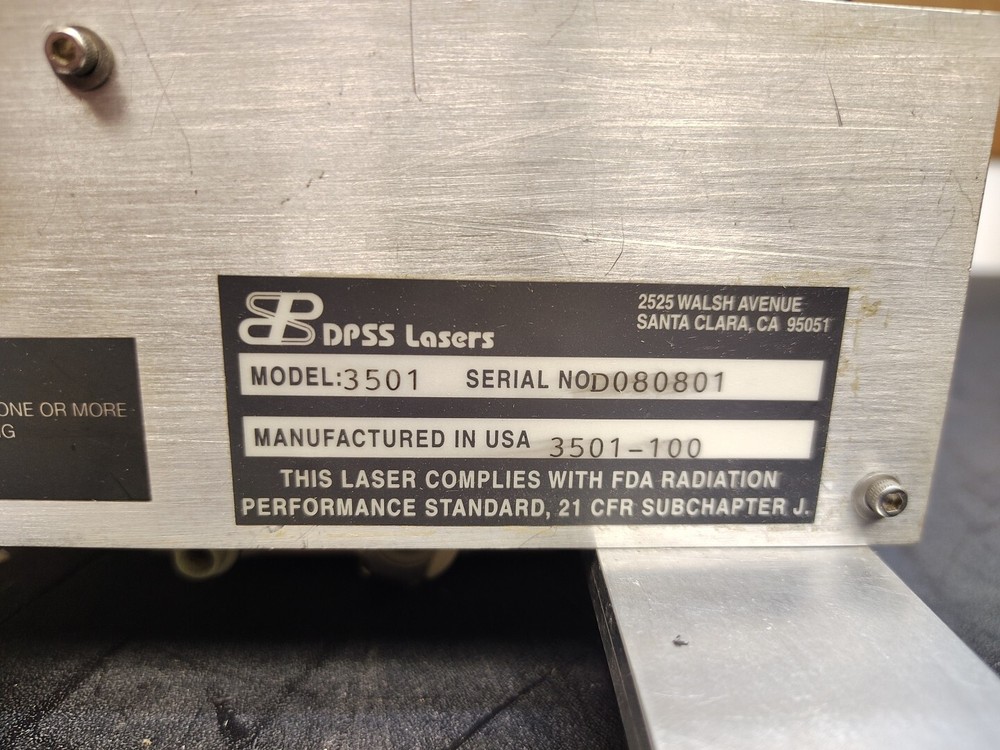 DPSS Lasers
2525 WALSH AVENUE
SANTA CLARA, CA 95051
MODEL: 3501 SERIAL NO. D080801
MANUFACTURED IN USA 3501-100
THIS LASER COMPLIES WITH FDA RADIATION
PERFORMANCE STANDARD, 21 CFR SUBCHAPTER J.
ONE OR MORE
G